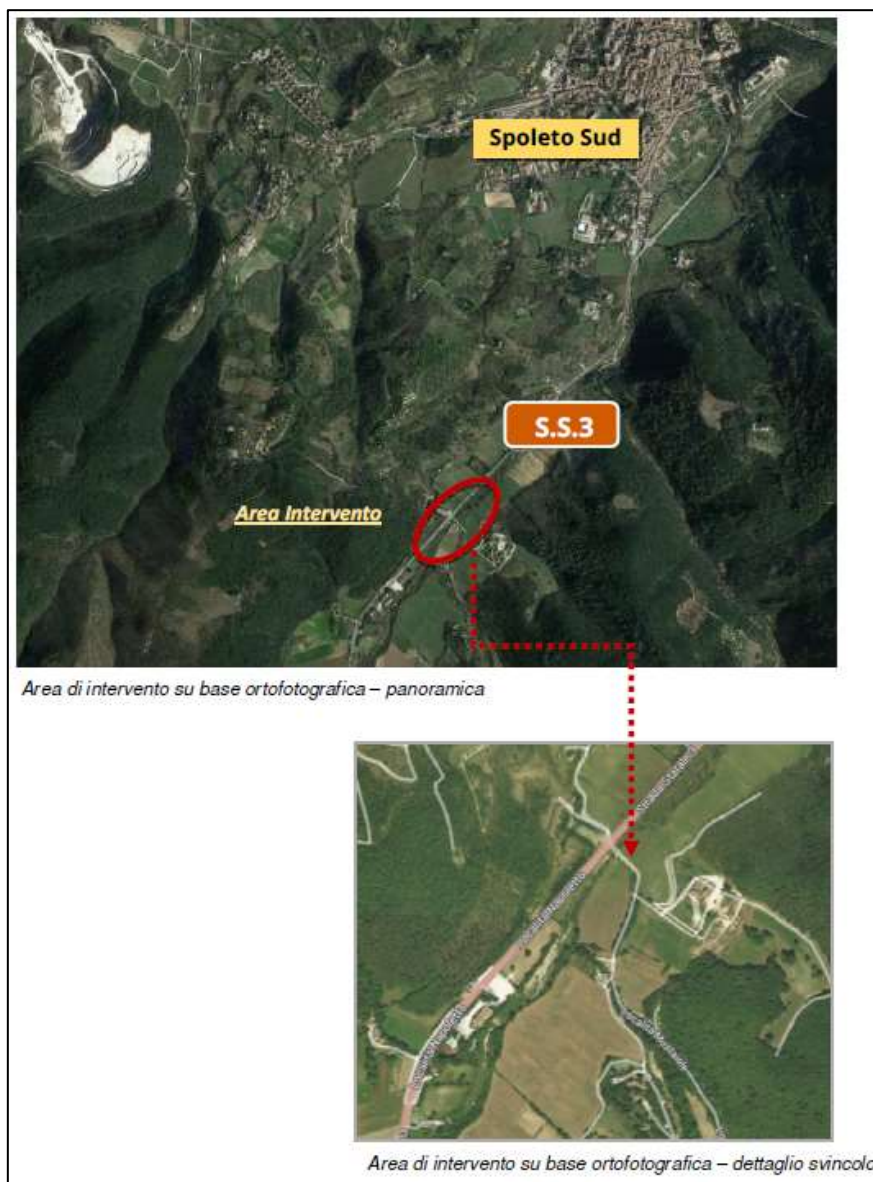 Spoleto Sud
S.S.3
Area Intervento
Area di intervento su base ortofotografica – panoramica
Area di intervento su base ortofotografica – dettaglio svincolo